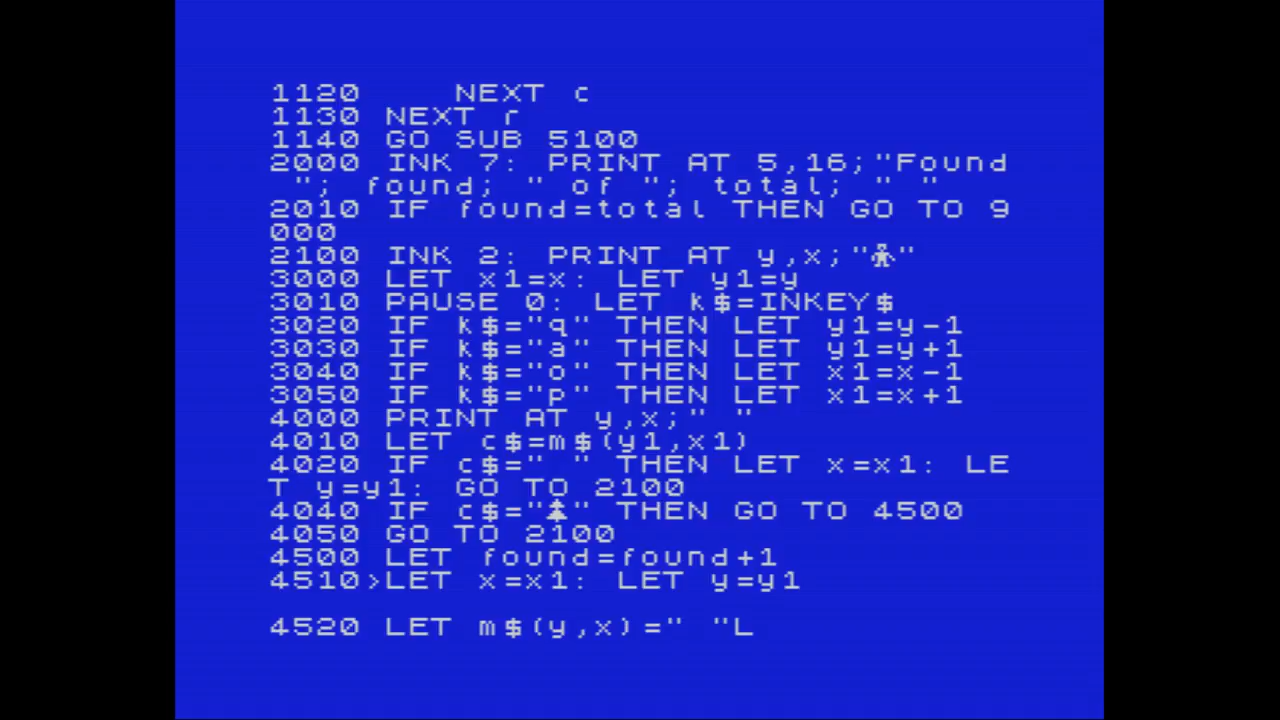 1120    NEXT c
1130 NEXT r
1140 GO SUB 5100
2000 INK 7: PRINT AT 5,16;"Found
 "; found; " of "; total; " "
2010 IF found=total THEN GO TO 9
000
2100 INK 2: PRINT AT y,x;" "
3000 LET x1=x: LET y1=y
3010 PAUSE 0: LET k$=INKEY$
3020 IF k$="q" THEN LET y1=y-1
3030 IF k$="a" THEN LET y1=y+1
3040 IF k$="o" THEN LET x1=x-1
3050 IF k$="p" THEN LET x1=x+1
4000 PRINT AT y,x;" "
4010 LET c$=m$(y1,x1)
4020 IF c$=" " THEN LET x=x1: LE
T y=y1: GO TO 2100
4040 IF c$=" " THEN GO TO 4500
4050 GO TO 2100
4500 LET found=found+1
4510>LET x=x1: LET y=y1
4520 LET m$(y,x)=" "L